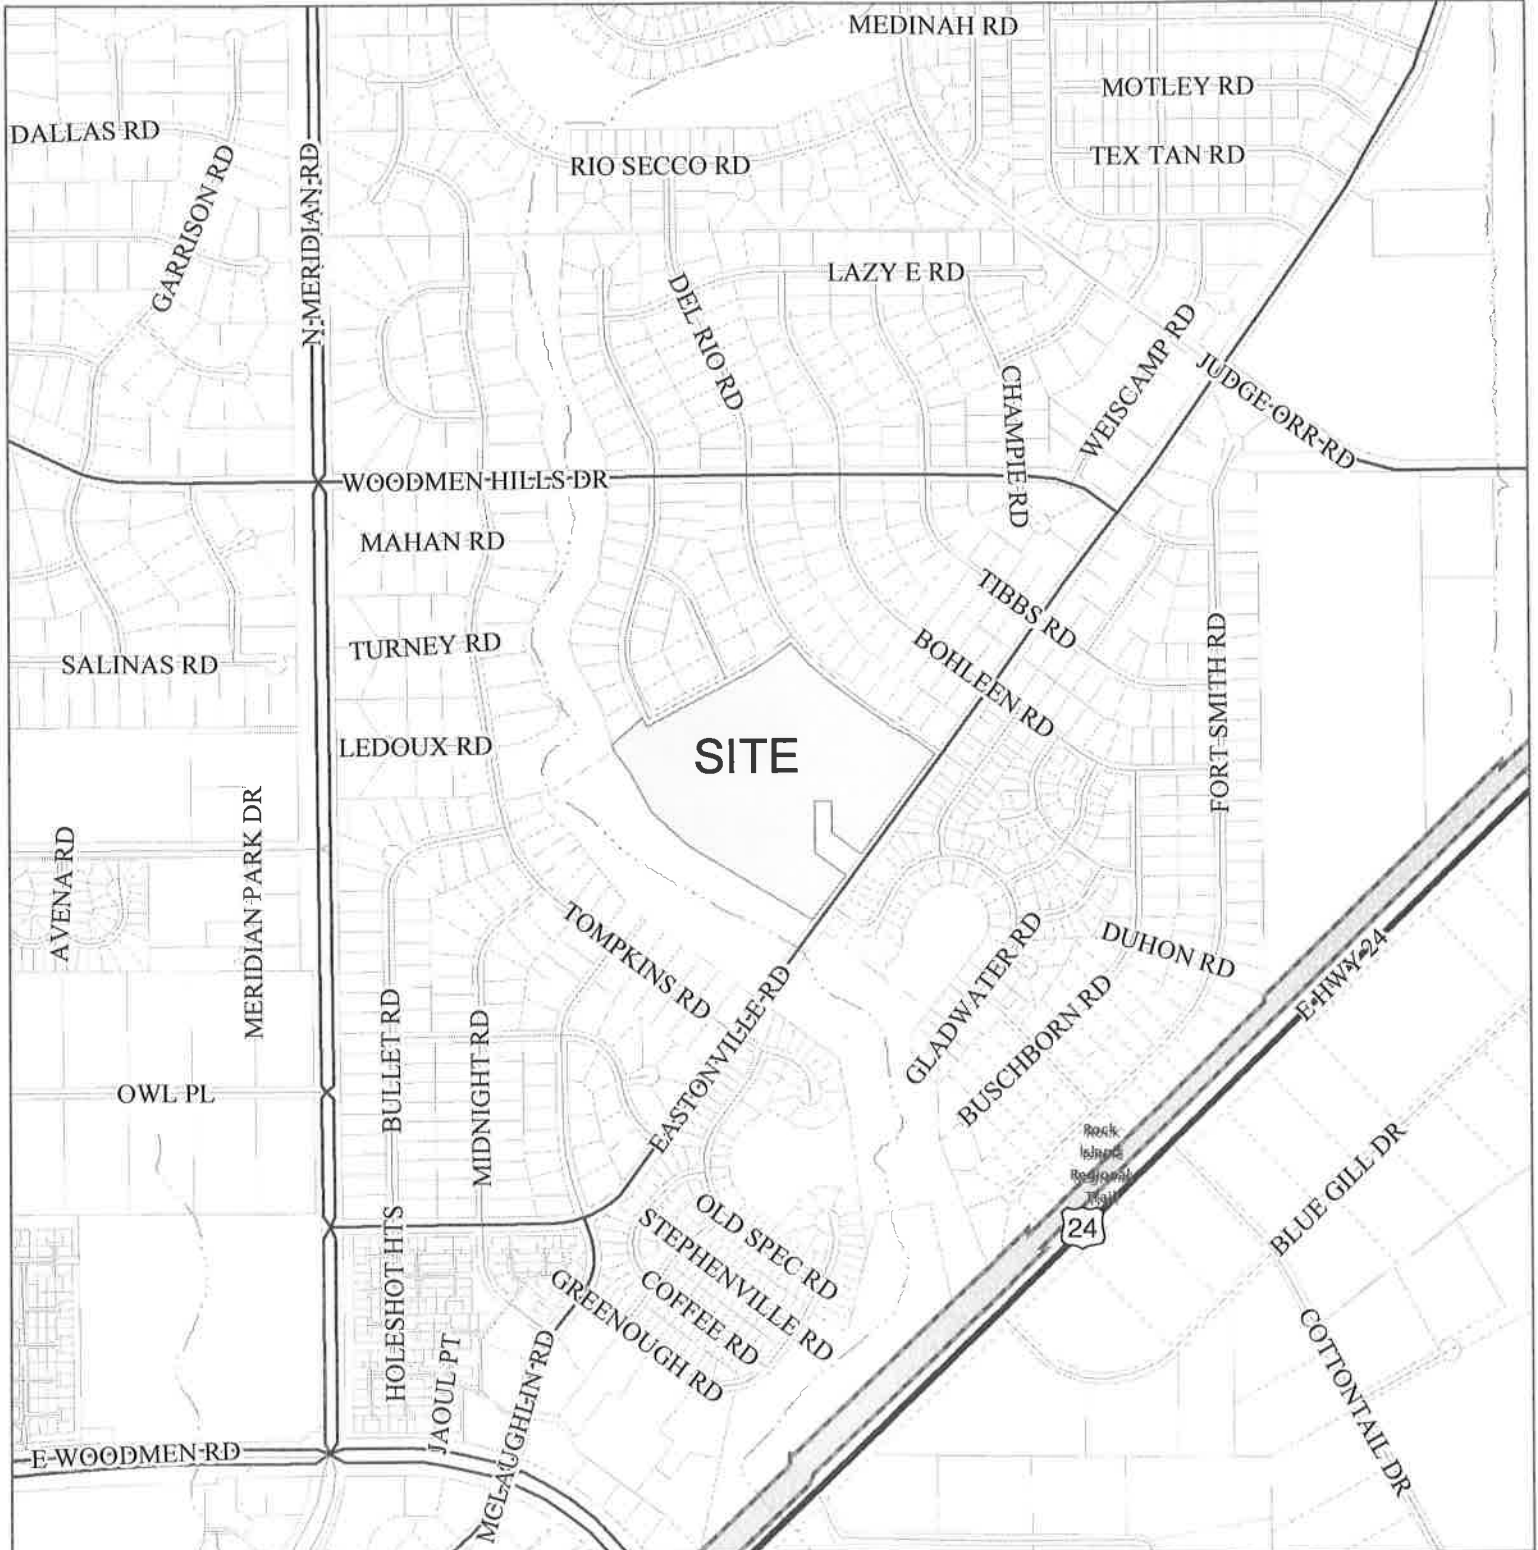 MEDINAH RD
MOTLEY RD
DALLAS RD
TEX TAN RD
RIO SECCO RD
GARRISON RD
N MERIDIAN RD
LAZY E RD
DEL RIO RD
WEISCAMP RD
JUDGE ORR RD
CHAMPIE RD
WOODMEN HILLS DR
MAHAN RD
TIBBS RD
TURNEY RD
BOHLEEN RD
SALINAS RD
FORT SMITH RD
LEDOUX RD
SITE
AVENA RD
MERIDIAN PARK DR
TOMPKINS RD
DUHON RD
GLADWATER RD
E HWY 24
BULLET RD
MIDNIGHT RD
EASTONVILLE RD
BUSCHBORN RD
OWL PL
Rock
Island
Regional
Trail
BLUE GILL DR
24
OLD SPEC RD
STEPHENVILLE RD
HOLESHOT HTS
COFFEE RD
GREENOUGH RD
JAOUL PT
MCLAUGHLIN RD
COTTONTAIL DR
E WOODMEN RD